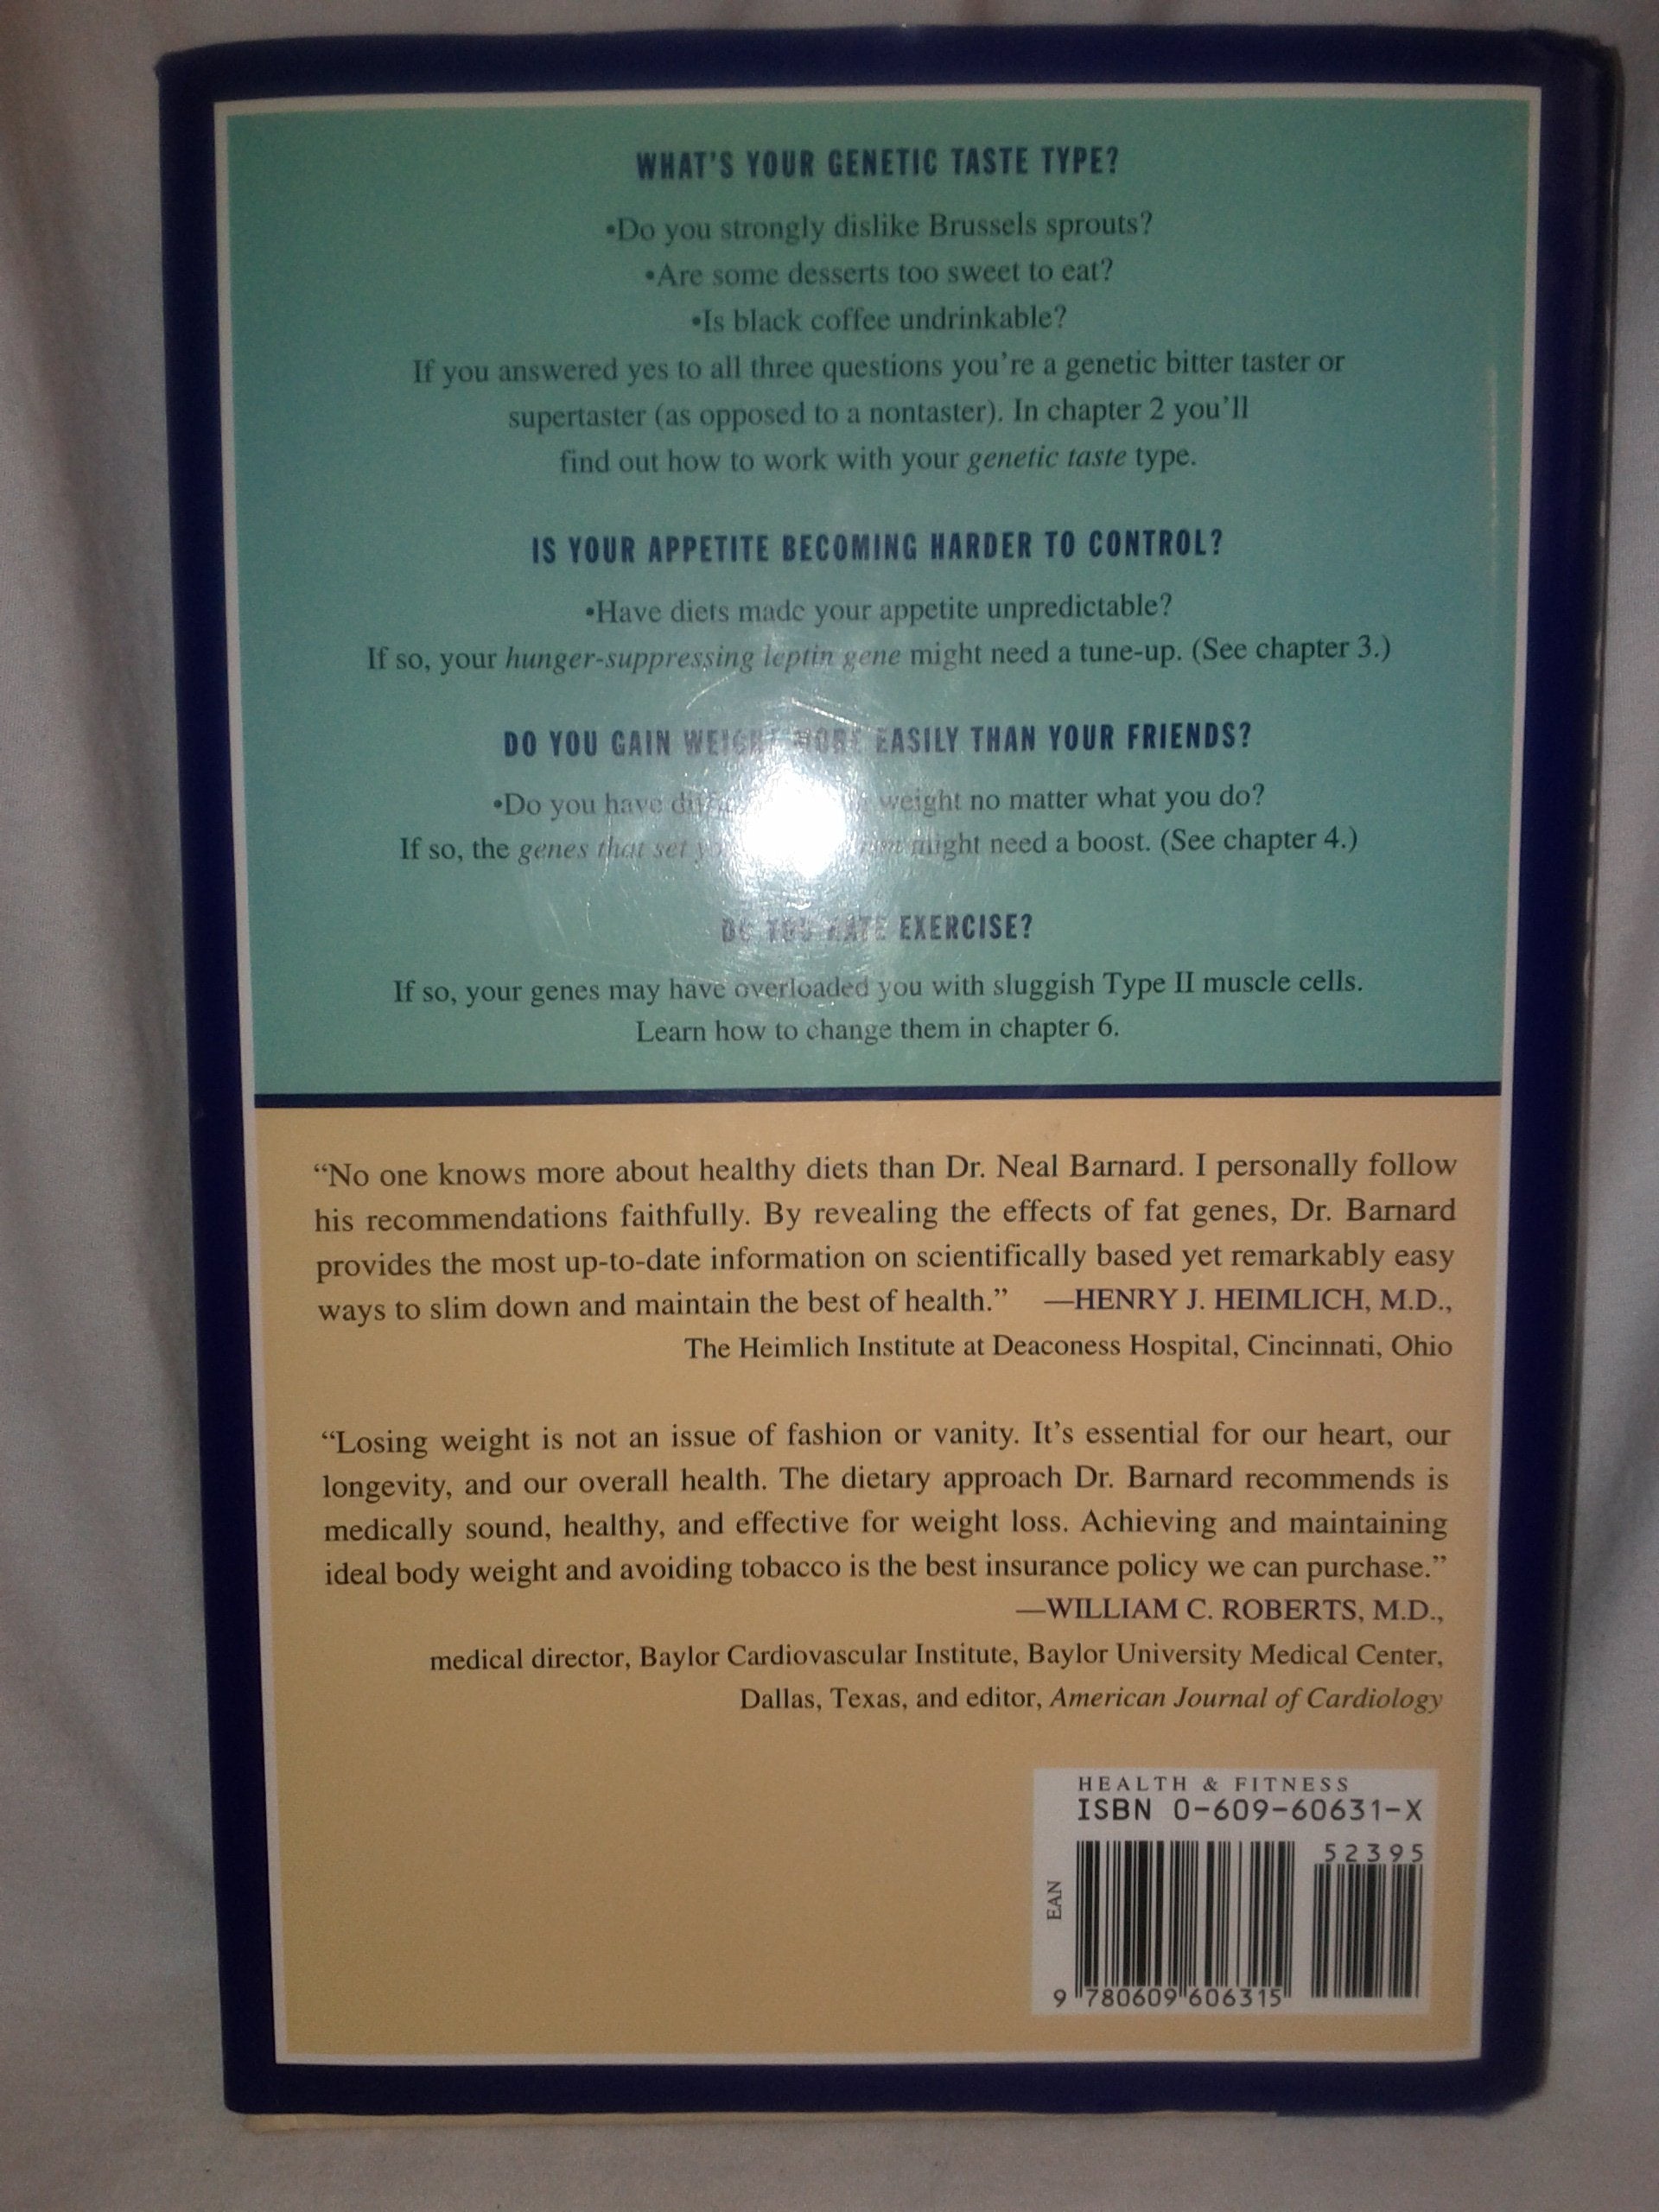 WHAT'S YOUR GENETIC TASTE TYPE?
•Do you strongly dislike Brussels sprouts?
•Are some desserts too sweet to eat?
•Is black coffee undrinkable?
If you answered yes to all three questions you're a genetic bitter taster or
supertaster (as opposed to a nontaster). In chapter 2 you'll
find out how to work with your genetic taste type.
IS YOUR APPETITE BECOMING HARDER TO CONTROL?
•Have diets made your appetite unpredictable?
If so, your hunger-suppressing leptin gene might need a tune-up. (See chapter 3.)
DO YOU GAIN WEIGHT MORE EASILY THAN YOUR FRIENDS?
•Do you have weight no matter what you do?
If so, the genes that set might need a boost. (See chapter 4.)
DO YOU HATE EXERCISE?
If so, your genes may have overloaded you with sluggish Type II muscle cells.
Learn how to change them in chapter 6.
“No one knows more about healthy diets than Dr. Neal Barnard. I personally follow
his recommendations faithfully. By revealing the effects of fat genes, Dr. Barnard
provides the most up-to-date information on scientifically based yet remarkably easy
ways to slim down and maintain the best of health.” —HENRY J. HEIMLICH, M.D.,
The Heimlich Institute at Deaconess Hospital, Cincinnati, Ohio
“Losing weight is not an issue of fashion or vanity. It's essential for our heart, our
longevity, and our overall health. The dietary approach Dr. Barnard recommends is
medically sound, healthy, and effective for weight loss. Achieving and maintaining
ideal body weight and avoiding tobacco is the best insurance policy we can purchase.”
—WILLIAM C. ROBERTS, M.D.,
medical director, Baylor Cardiovascular Institute, Baylor University Medical Center,
Dallas, Texas, and editor, American Journal of Cardiology
HEALTH & FITNESS
ISBN 0-609-60631-X
52395
EAN
9 780609 606315